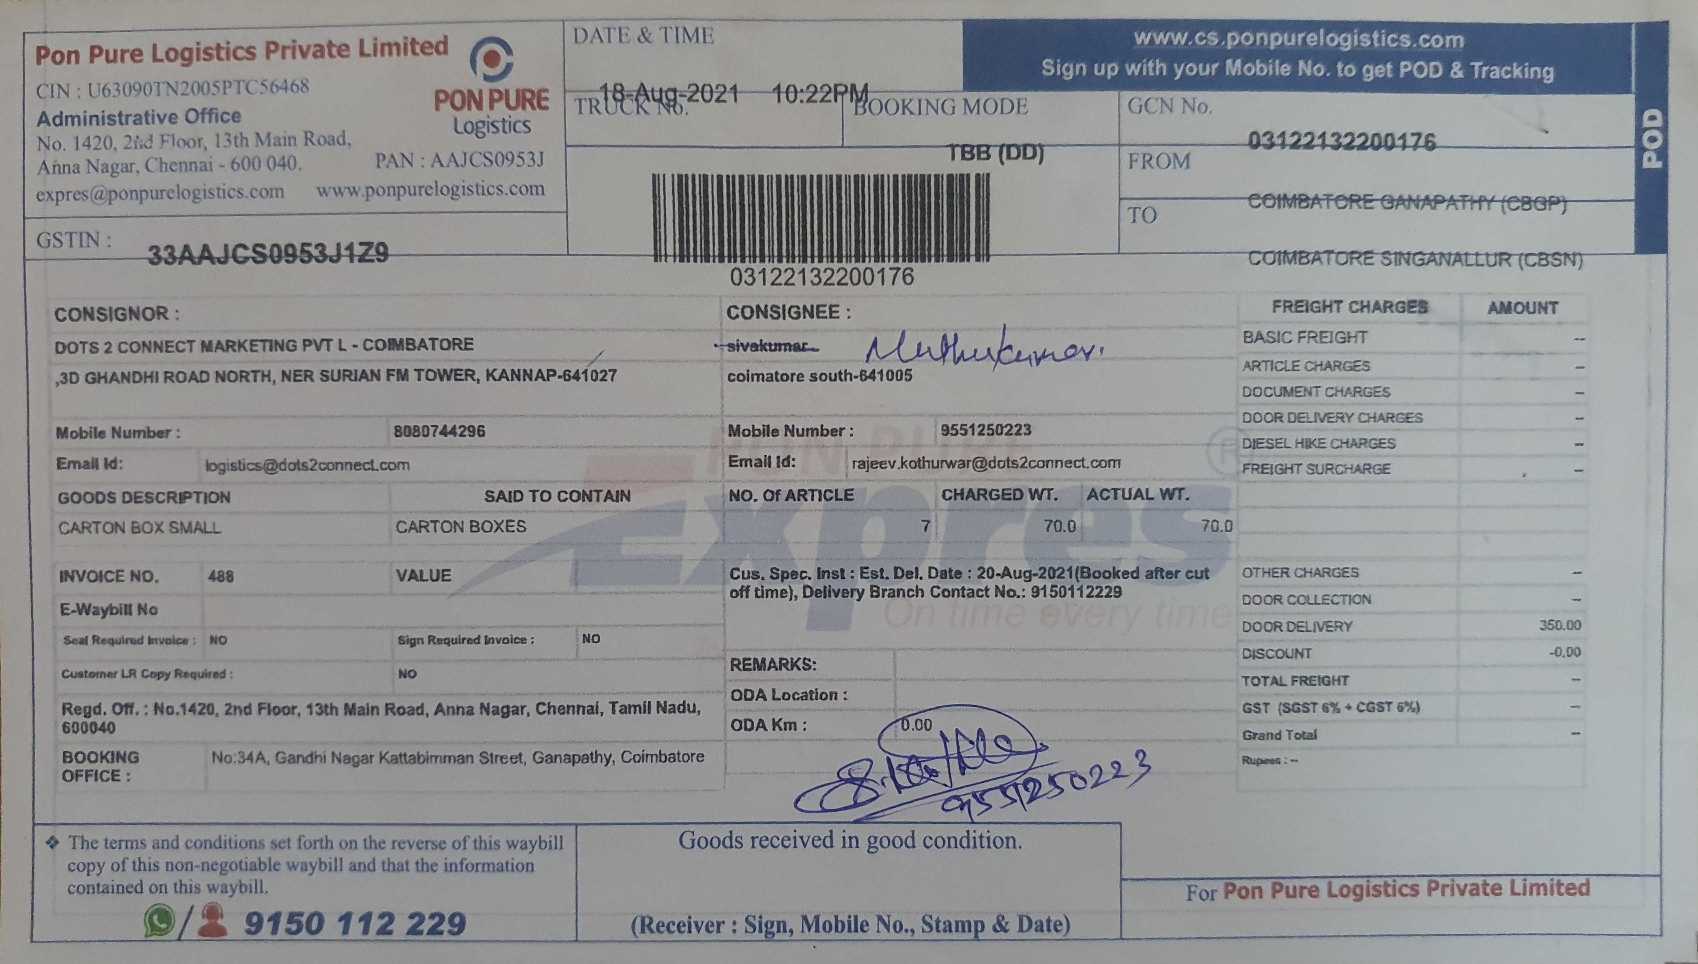 Pon Pure Logistics Private Limited
CIN : U63090TN2005PTC56468
Administrative Office
No. 1420, 2nd Floor, 13th Main Road,
Anna Nagar, Chennai - 600 040.
PAN : AAJCS0953J
expres@ponpurelogistics.com www.ponpurelogistics.com
PON PURE
Logistics
GSTIN : 33AAJCS0953J1Z9
DATE & TIME
18-Aug-2021 10:22PM
TRUCK No.
BOOKING MODE
TBB (DD)
03122132200176
www.cs.ponpurelogistics.com
Sign up with your Mobile No. to get POD & Tracking
GCN No.
03122132200176
FROM
COIMBATORE GANAPATHY (CBGP)
TO
COIMBATORE SINGANALLUR (CBSN)
POD
CONSIGNOR :
DOTS 2 CONNECT MARKETING PVT L - COIMBATORE
,3D GHANDHI ROAD NORTH, NER SURIAN FM TOWER, KANNAP-641027
Mobile Number : 8080744296
Email Id: logistics@dots2connect.com
CONSIGNEE :
sivakumar Muthukumar.
coimatore south-641005
Mobile Number : 9551250223
Email Id: rajeev.kothurwar@dots2connect.com
GOODS DESCRIPTION SAID TO CONTAIN NO. Of ARTICLE CHARGED WT. ACTUAL WT.
CARTON BOX SMALL CARTON BOXES 7 70.0 70.0
PON PURE
Expres
On time every time
INVOICE NO. 488 VALUE
E-Waybill No
Seal Required Invoice : NO Sign Required Invoice : NO
Customer LR Copy Required : NO
Regd. Off. : No.1420, 2nd Floor, 13th Main Road, Anna Nagar, Chennai, Tamil Nadu,
600040
BOOKING OFFICE : No:34A, Gandhi Nagar Kattabimman Street, Ganapathy, Coimbatore
Cus. Spec. Inst : Est. Del. Date : 20-Aug-2021(Booked after cut
off time), Delivery Branch Contact No.: 9150112229
REMARKS:
ODA Location :
ODA Km : 0.00
9551250223
FREIGHT CHARGES AMOUNT
BASIC FREIGHT --
ARTICLE CHARGES --
DOCUMENT CHARGES --
DOOR DELIVERY CHARGES --
DIESEL HIKE CHARGES --
FREIGHT SURCHARGE --
OTHER CHARGES --
DOOR COLLECTION --
DOOR DELIVERY 350.00
DISCOUNT -0.00
TOTAL FREIGHT --
GST (SGST 6% + CGST 6%) --
Grand Total --
Rupees : --
❖ The terms and conditions set forth on the reverse of this waybill
copy of this non-negotiable waybill and that the information
contained on this waybill.
/ 9150 112 229
Goods received in good condition.
(Receiver : Sign, Mobile No., Stamp & Date)
For Pon Pure Logistics Private Limited